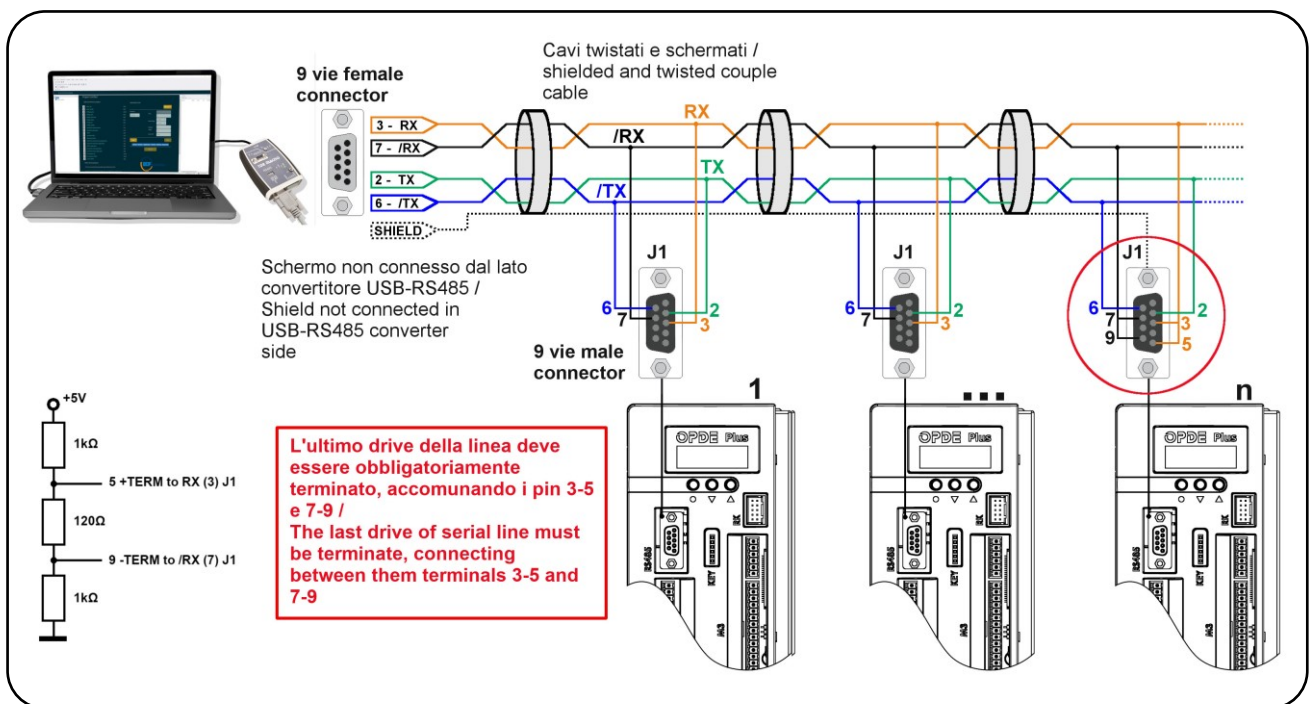 Cavi twistati e schermati /
shielded and twisted couple
cable
9 vie female
connector
3 - RX
7 - /RX
2 - TX
6 - /TX
SHIELD
RX
/RX
TX
/TX
Schermo non connesso dal lato
convertitore USB-RS485 /
Shield not connected in
USB-RS485 converter
side
J1
6
7
2
3
J1
6
7
2
3
J1
6
7
9
2
3
5
9 vie male
connector
1
n
+5V
1kΩ
5 +TERM to RX (3) J1
120Ω
9 -TERM to /RX (7) J1
1kΩ
L'ultimo drive della linea deve
essere obbligatoriamente
terminato, accomunando i pin 3-5
e 7-9 /
The last drive of serial line must
be terminate, connecting
between them terminals 3-5 and
7-9
OPDE Plus
RX
RS485
KEY
M3
OPDE Plus
RX
RS485
KEY
M3
OPDE Plus
RX
RS485
KEY
M3